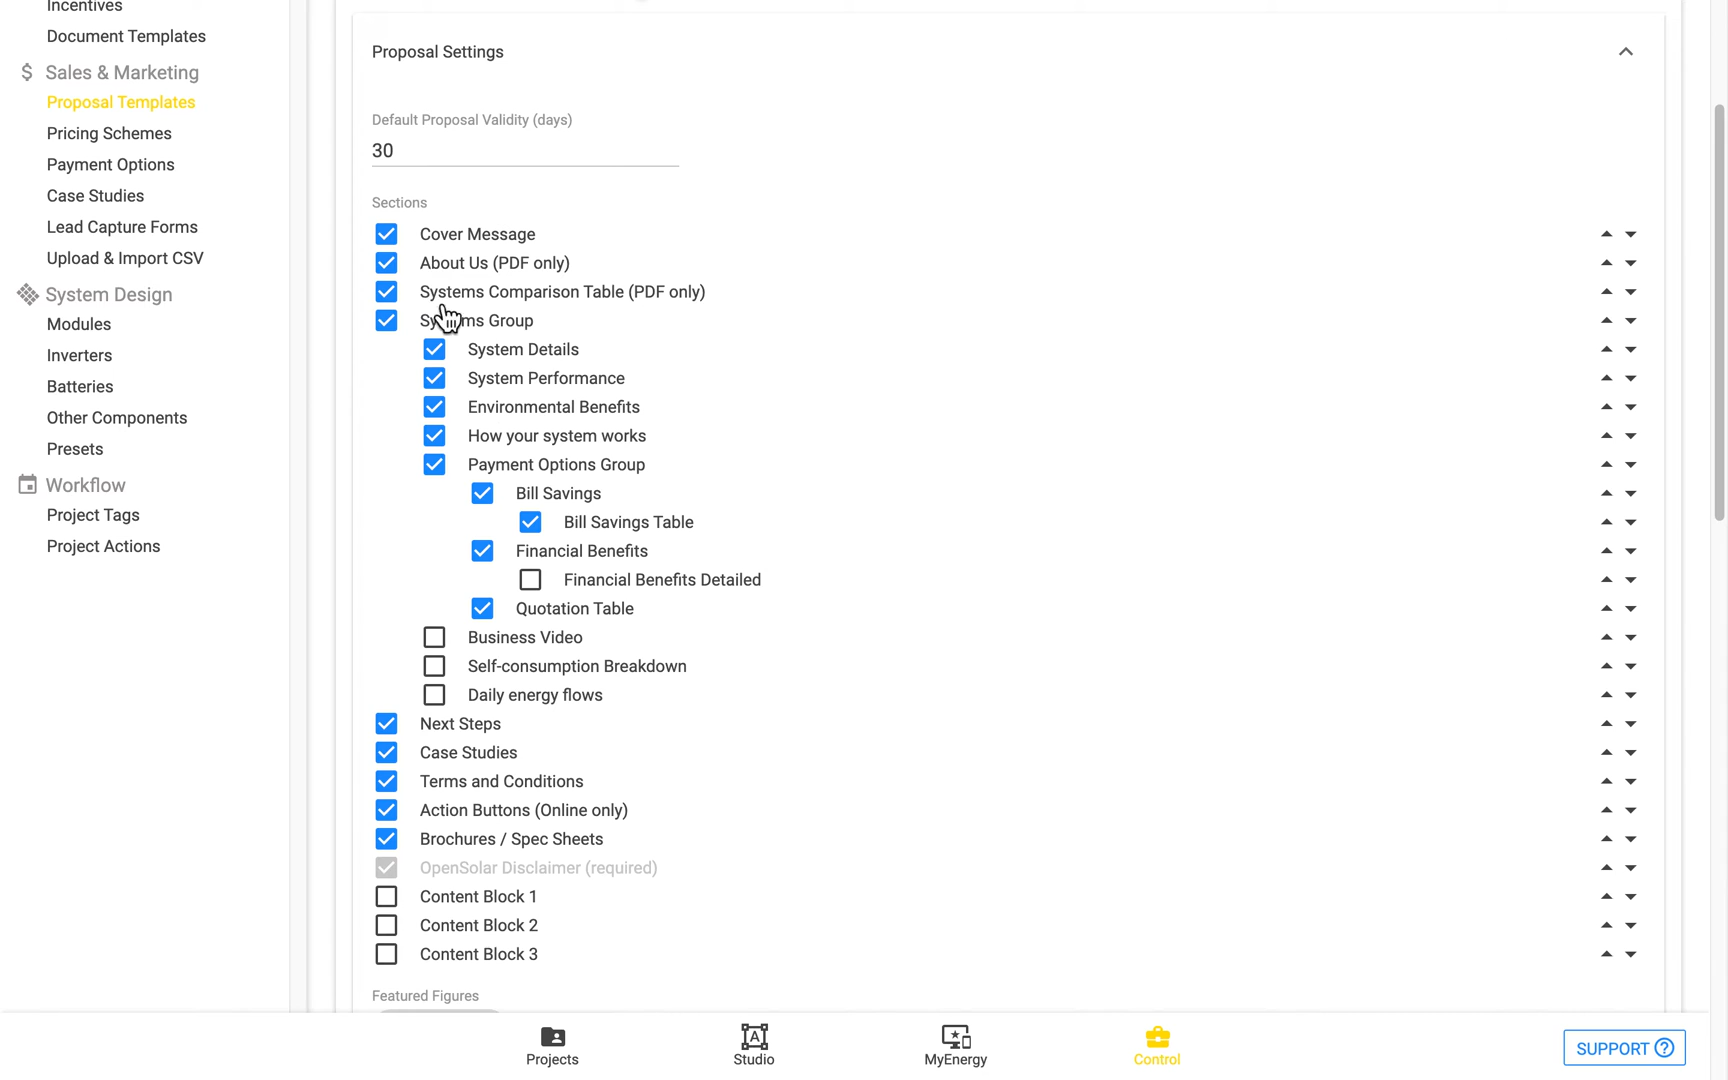 Incentives
Document Templates
Sales & Marketing
Proposal Templates
Pricing Schemes
Payment Options
Case Studies
Lead Capture Forms
Upload & Import CSV
System Design
Modules
Inverters
Batteries
Other Components
Presets
Workflow
Project Tags
Project Actions
Proposal Settings
Default Proposal Validity (days)
30
Sections
Cover Message
About Us (PDF only)
Systems Comparison Table (PDF only)
Systems Group
System Details
System Performance
Environmental Benefits
How your system works
Payment Options Group
Bill Savings
Bill Savings Table
Financial Benefits
Financial Benefits Detailed
Quotation Table
Business Video
Self-consumption Breakdown
Daily energy flows
Next Steps
Case Studies
Terms and Conditions
Action Buttons (Online only)
Brochures / Spec Sheets
OpenSolar Disclaimer (required)
Content Block 1
Content Block 2
Content Block 3
Featured Figures
Projects
Studio
MyEnergy
Control
SUPPORT